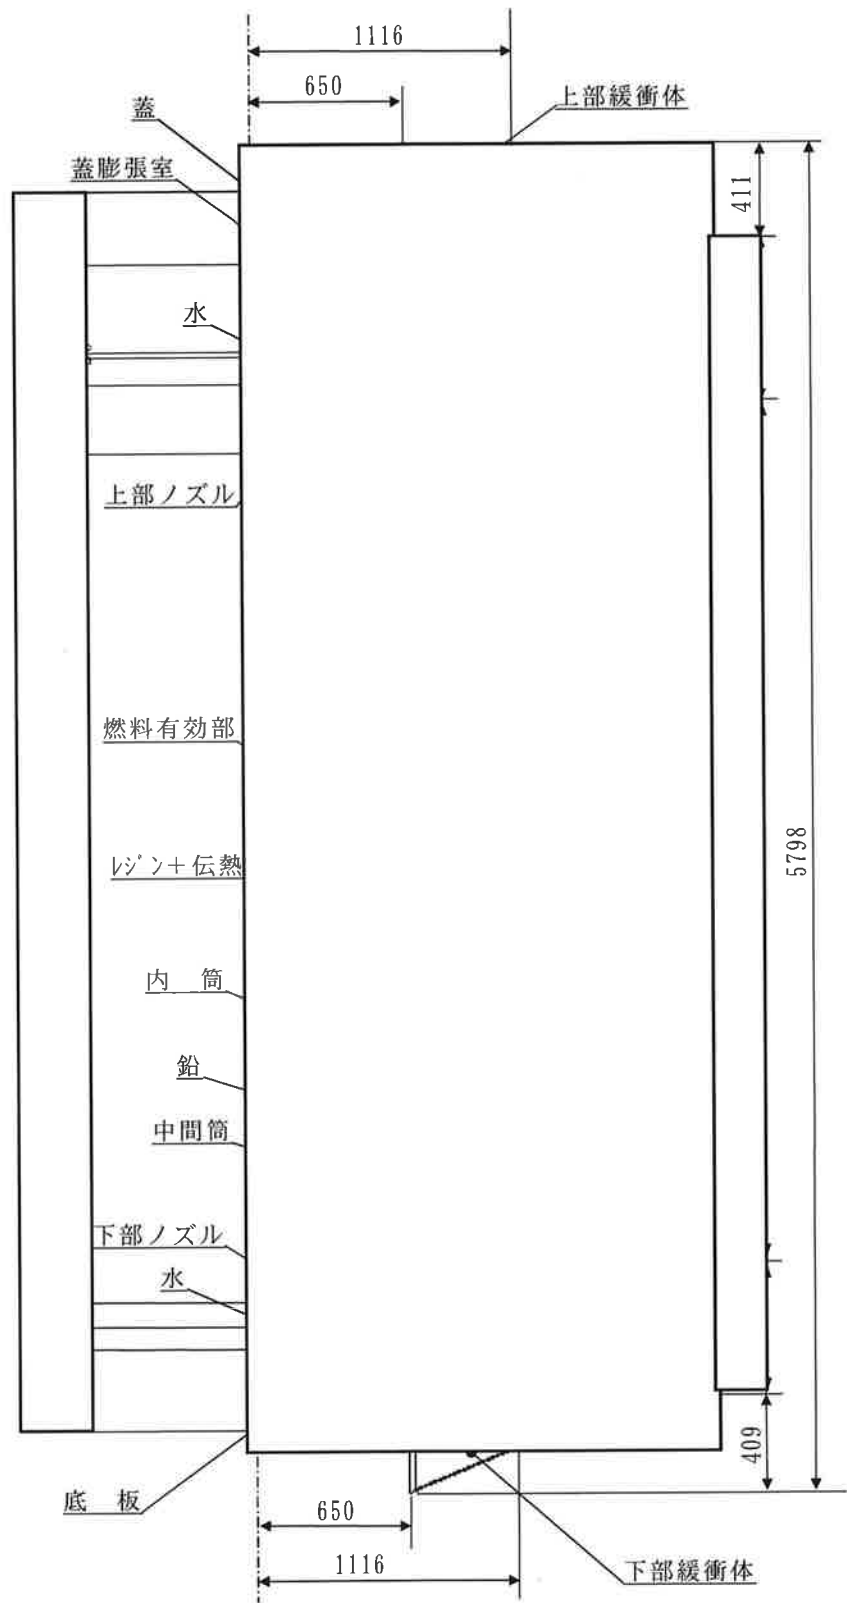 1116
650
上部緩衝体
蓋
蓋膨張室
411
水
上部ノズル
燃料有効部
5798
レジン+伝熱
内 筒
鉛
中間筒
下部ノズル
水
409
底 板
650
1116
下部緩衝体